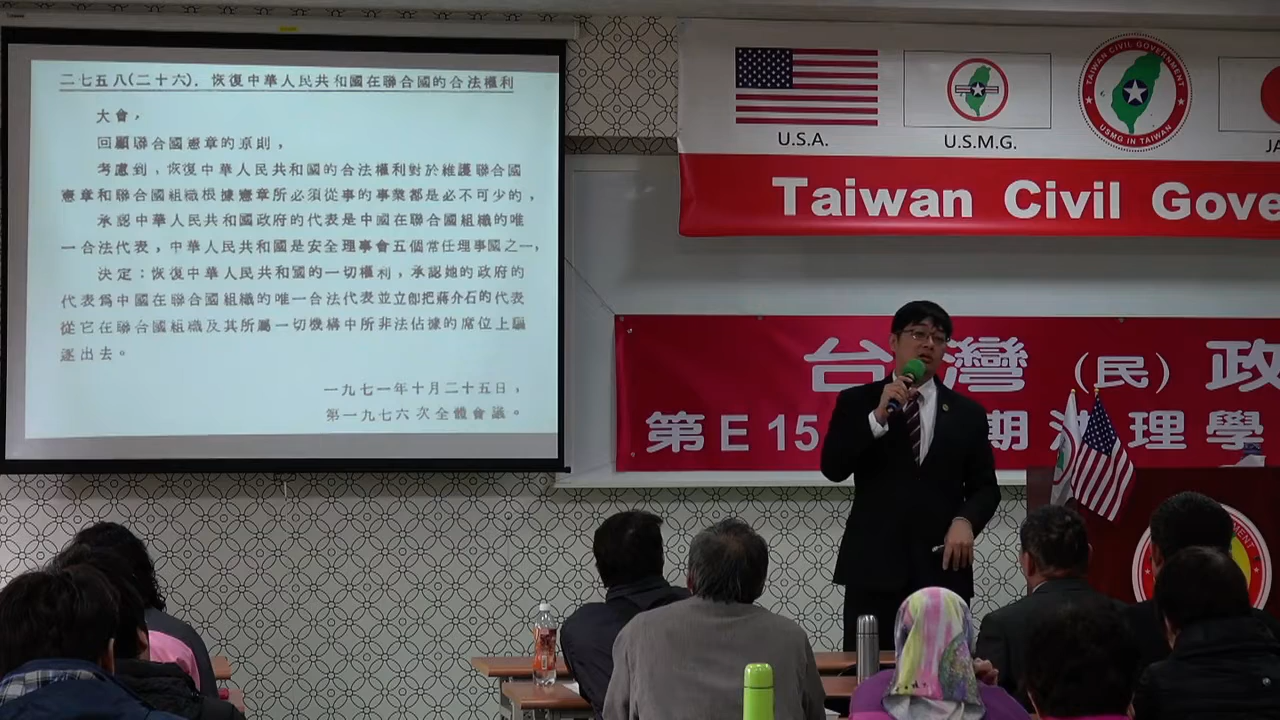 二七五八(二十六). 恢復中華人民共和國在聯合國的合法權利
大會，
回顧聯合國憲章的原則，
考慮到，恢復中華人民共和國的合法權利對於維護聯合國
憲章和聯合國組織根據憲章所必須從事的事業都是必不可少的，
承認中華人民共和國政府的代表是中國在聯合國組織的唯
一合法代表，中華人民共和國是安全理事會五個常任理事國之一，
決定：恢復中華人民共和國的一切權利，承認她的政府的
代表爲中國在聯合國組織的唯一合法代表並立即把蔣介石的代表
從它在聯合國組織及其所屬一切機構中所非法佔據的席位上驅
逐出去。
一九七一年十月二十五日，
第一九七六次全體會議。
U.S.A.
U.S.M.G.
TAIWAN CIVIL GOVERNMENT
USMG IN TAIWAN
JA
Taiwan Civil Gove
台灣（民）政
第E15 期法理學